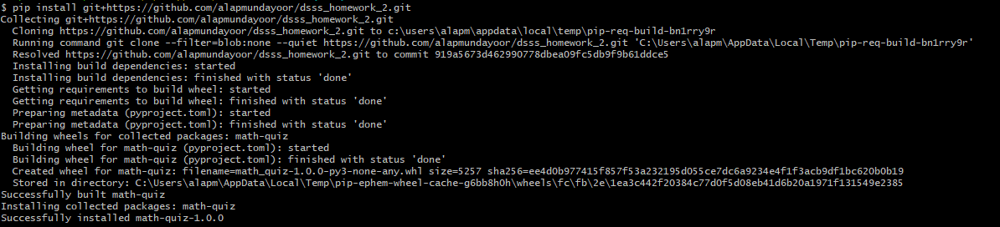 $ pip install git+https://github.com/alapmundayoor/dsss_homework_2.git
Collecting git+https://github.com/alapmundayoor/dsss_homework_2.git
  Cloning https://github.com/alapmundayoor/dsss_homework_2.git to c:\users\alapm\appdata\local\temp\pip-req-build-bn1rry9r
  Running command git clone --filter=blob:none --quiet https://github.com/alapmundayoor/dsss_homework_2.git 'C:\Users\alapm\AppData\Local\Temp\pip-req-build-bn1rry9r'
  Resolved https://github.com/alapmundayoor/dsss_homework_2.git to commit 919a5673d462990778dbea09fc5db9f9b61ddce5
  Installing build dependencies: started
  Installing build dependencies: finished with status 'done'
  Getting requirements to build wheel: started
  Getting requirements to build wheel: finished with status 'done'
  Preparing metadata (pyproject.toml): started
  Preparing metadata (pyproject.toml): finished with status 'done'
Building wheels for collected packages: math-quiz
  Building wheel for math-quiz (pyproject.toml): started
  Building wheel for math-quiz (pyproject.toml): finished with status 'done'
  Created wheel for math-quiz: filename=math_quiz-1.0.0-py3-none-any.whl size=5257 sha256=ee4d0b977415f857f53a232195d055ce7dc6a9234e4f1f3acb9df1bc620b0b19
  Stored in directory: C:\Users\alapm\AppData\Local\Temp\pip-ephem-wheel-cache-g6bb8h0h\wheels\fc\fb\2e\1ea3c442f20384c77d0f5d08eb41d6b20a1971f131549e2385
Successfully built math-quiz
Installing collected packages: math-quiz
Successfully installed math-quiz-1.0.0